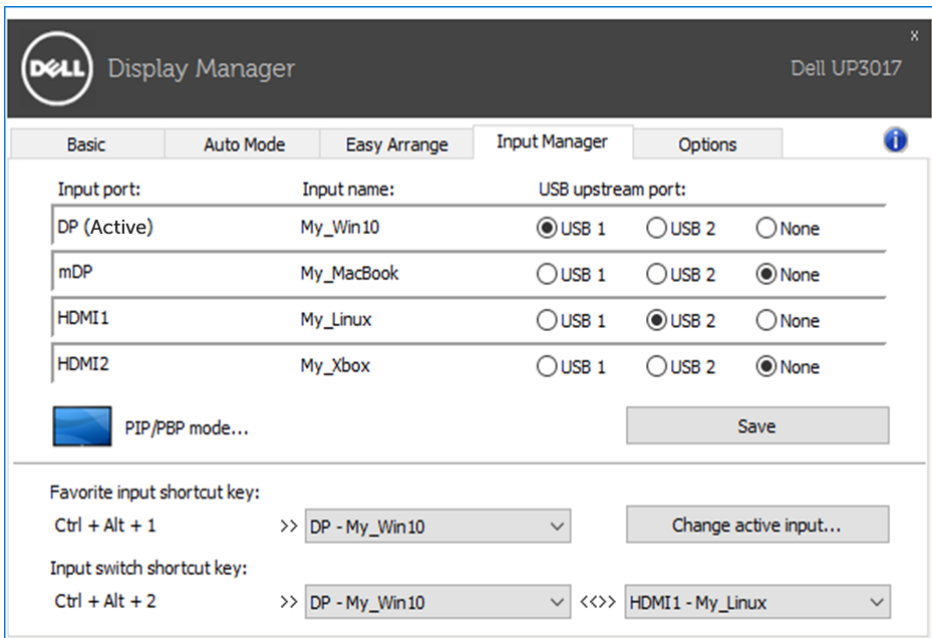 x
DELL Display Manager Dell UP3017
Basic Auto Mode Easy Arrange Input Manager Options i
Input port: Input name: USB upstream port:
DP (Active) My_Win10 USB 1 USB 2 None
mDP My_MacBook USB 1 USB 2 None
HDMI1 My_Linux USB 1 USB 2 None
HDMI2 My_Xbox USB 1 USB 2 None
PIP/PBP mode... Save
Favorite input shortcut key:
Ctrl + Alt + 1 >> DP - My_Win10 Change active input...
Input switch shortcut key:
Ctrl + Alt + 2 >> DP - My_Win10 <<>> HDMI1 - My_Linux